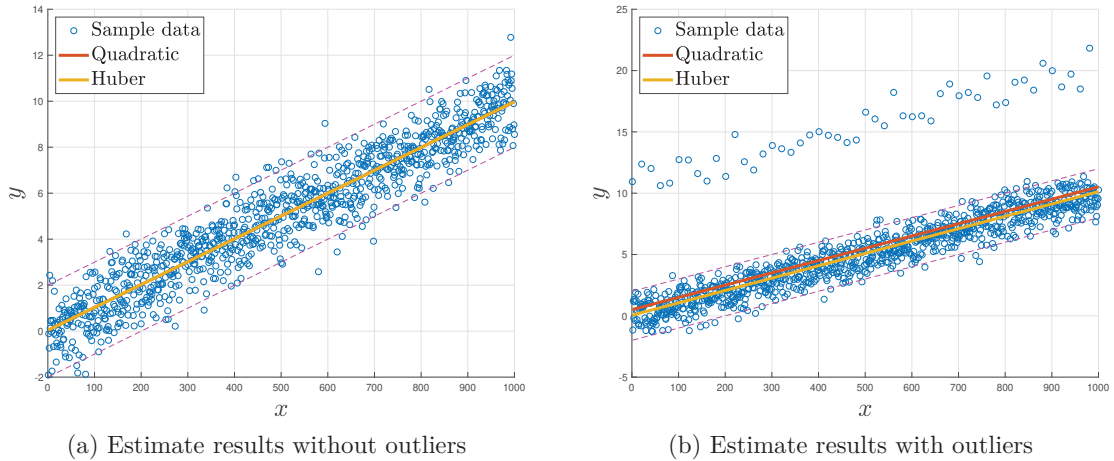 14
12
10
8
6
4
2
0
-2
Sample data
Quadratic
Huber
y
0 100 200 300 400 500 600 700 800 900 1000
x
(a) Estimate results without outliers
25
20
15
10
5
0
-5
Sample data
Quadratic
Huber
y
0 100 200 300 400 500 600 700 800 900 1000
x
(b) Estimate results with outliers